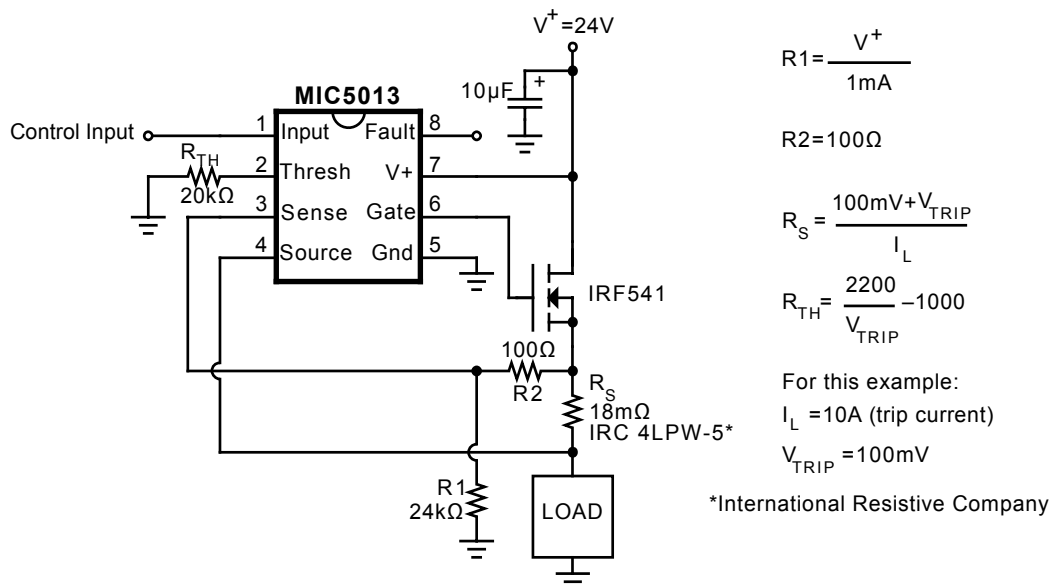 V+=24V
10µF +
MIC5013
Control Input
1 Input Fault 8
RTH
20kΩ
2 Thresh V+ 7
3 Sense Gate 6
4 Source Gnd 5
IRF541
100Ω
R2
RS
18mΩ
IRC 4LPW-5*
R1
24kΩ
LOAD
R1= V+ / 1mA
R2=100Ω
RS = 100mV+VTRIP / IL
RTH= 2200 / VTRIP –1000
For this example:
IL =10A (trip current)
VTRIP =100mV
*International Resistive Company